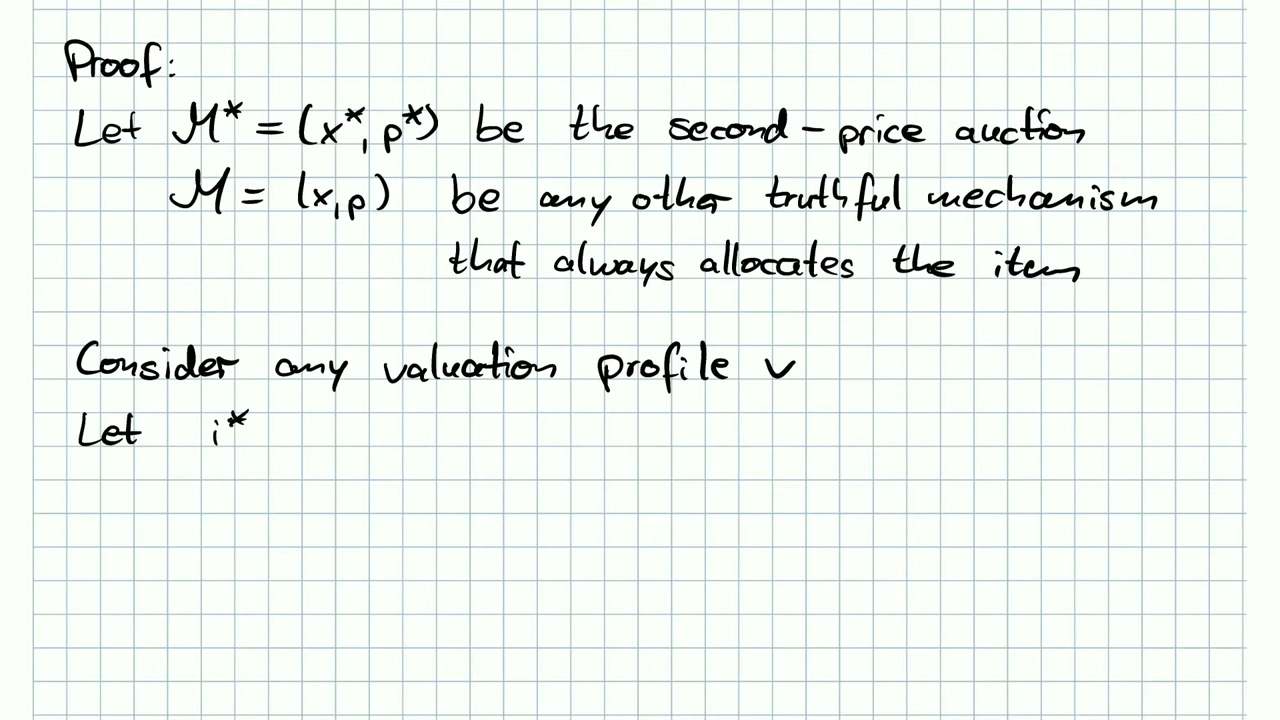 Proof:
Let M* = (x*, p*) be the second-price auction
M = (x, p) be any other truthful mechanism
that always allocates the item
Consider any valuation profile v
Let i*